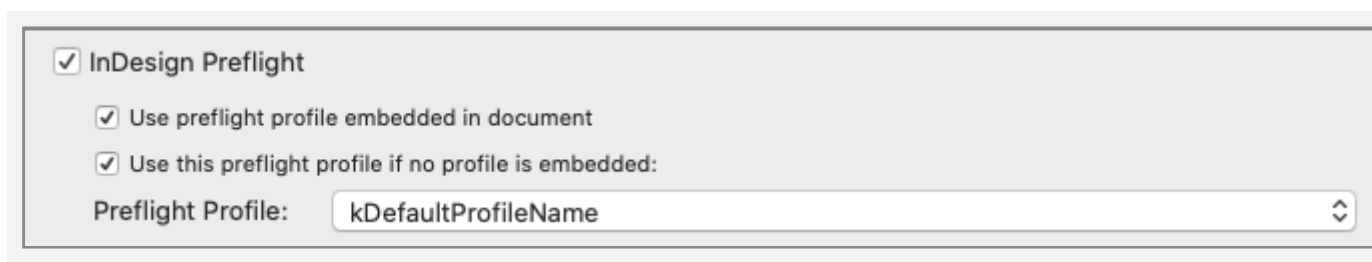 InDesign Preflight
Use preflight profile embedded in document
Use this preflight profile if no profile is embedded:
Preflight Profile: kDefaultProfileName